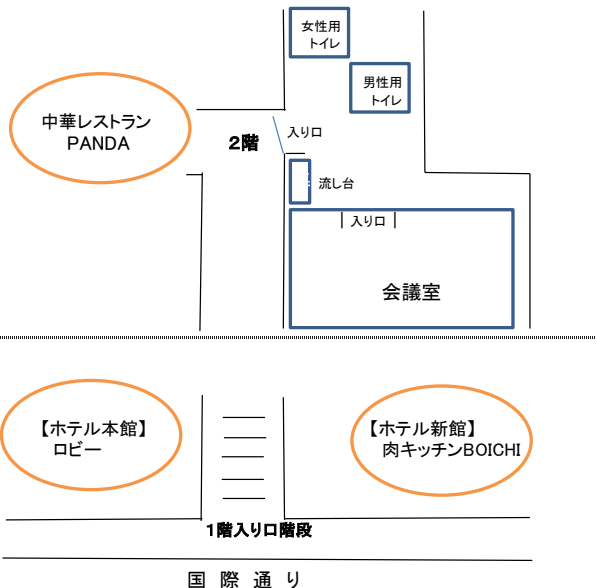 女性用
トイレ
男性用
トイレ
中華レストラン
PANDA
入り口
2階
流し台
入り口
会議室
【ホテル本館】
ロビー
【ホテル新館】
肉キッチンBOICHI
1階入り口階段
国際通り